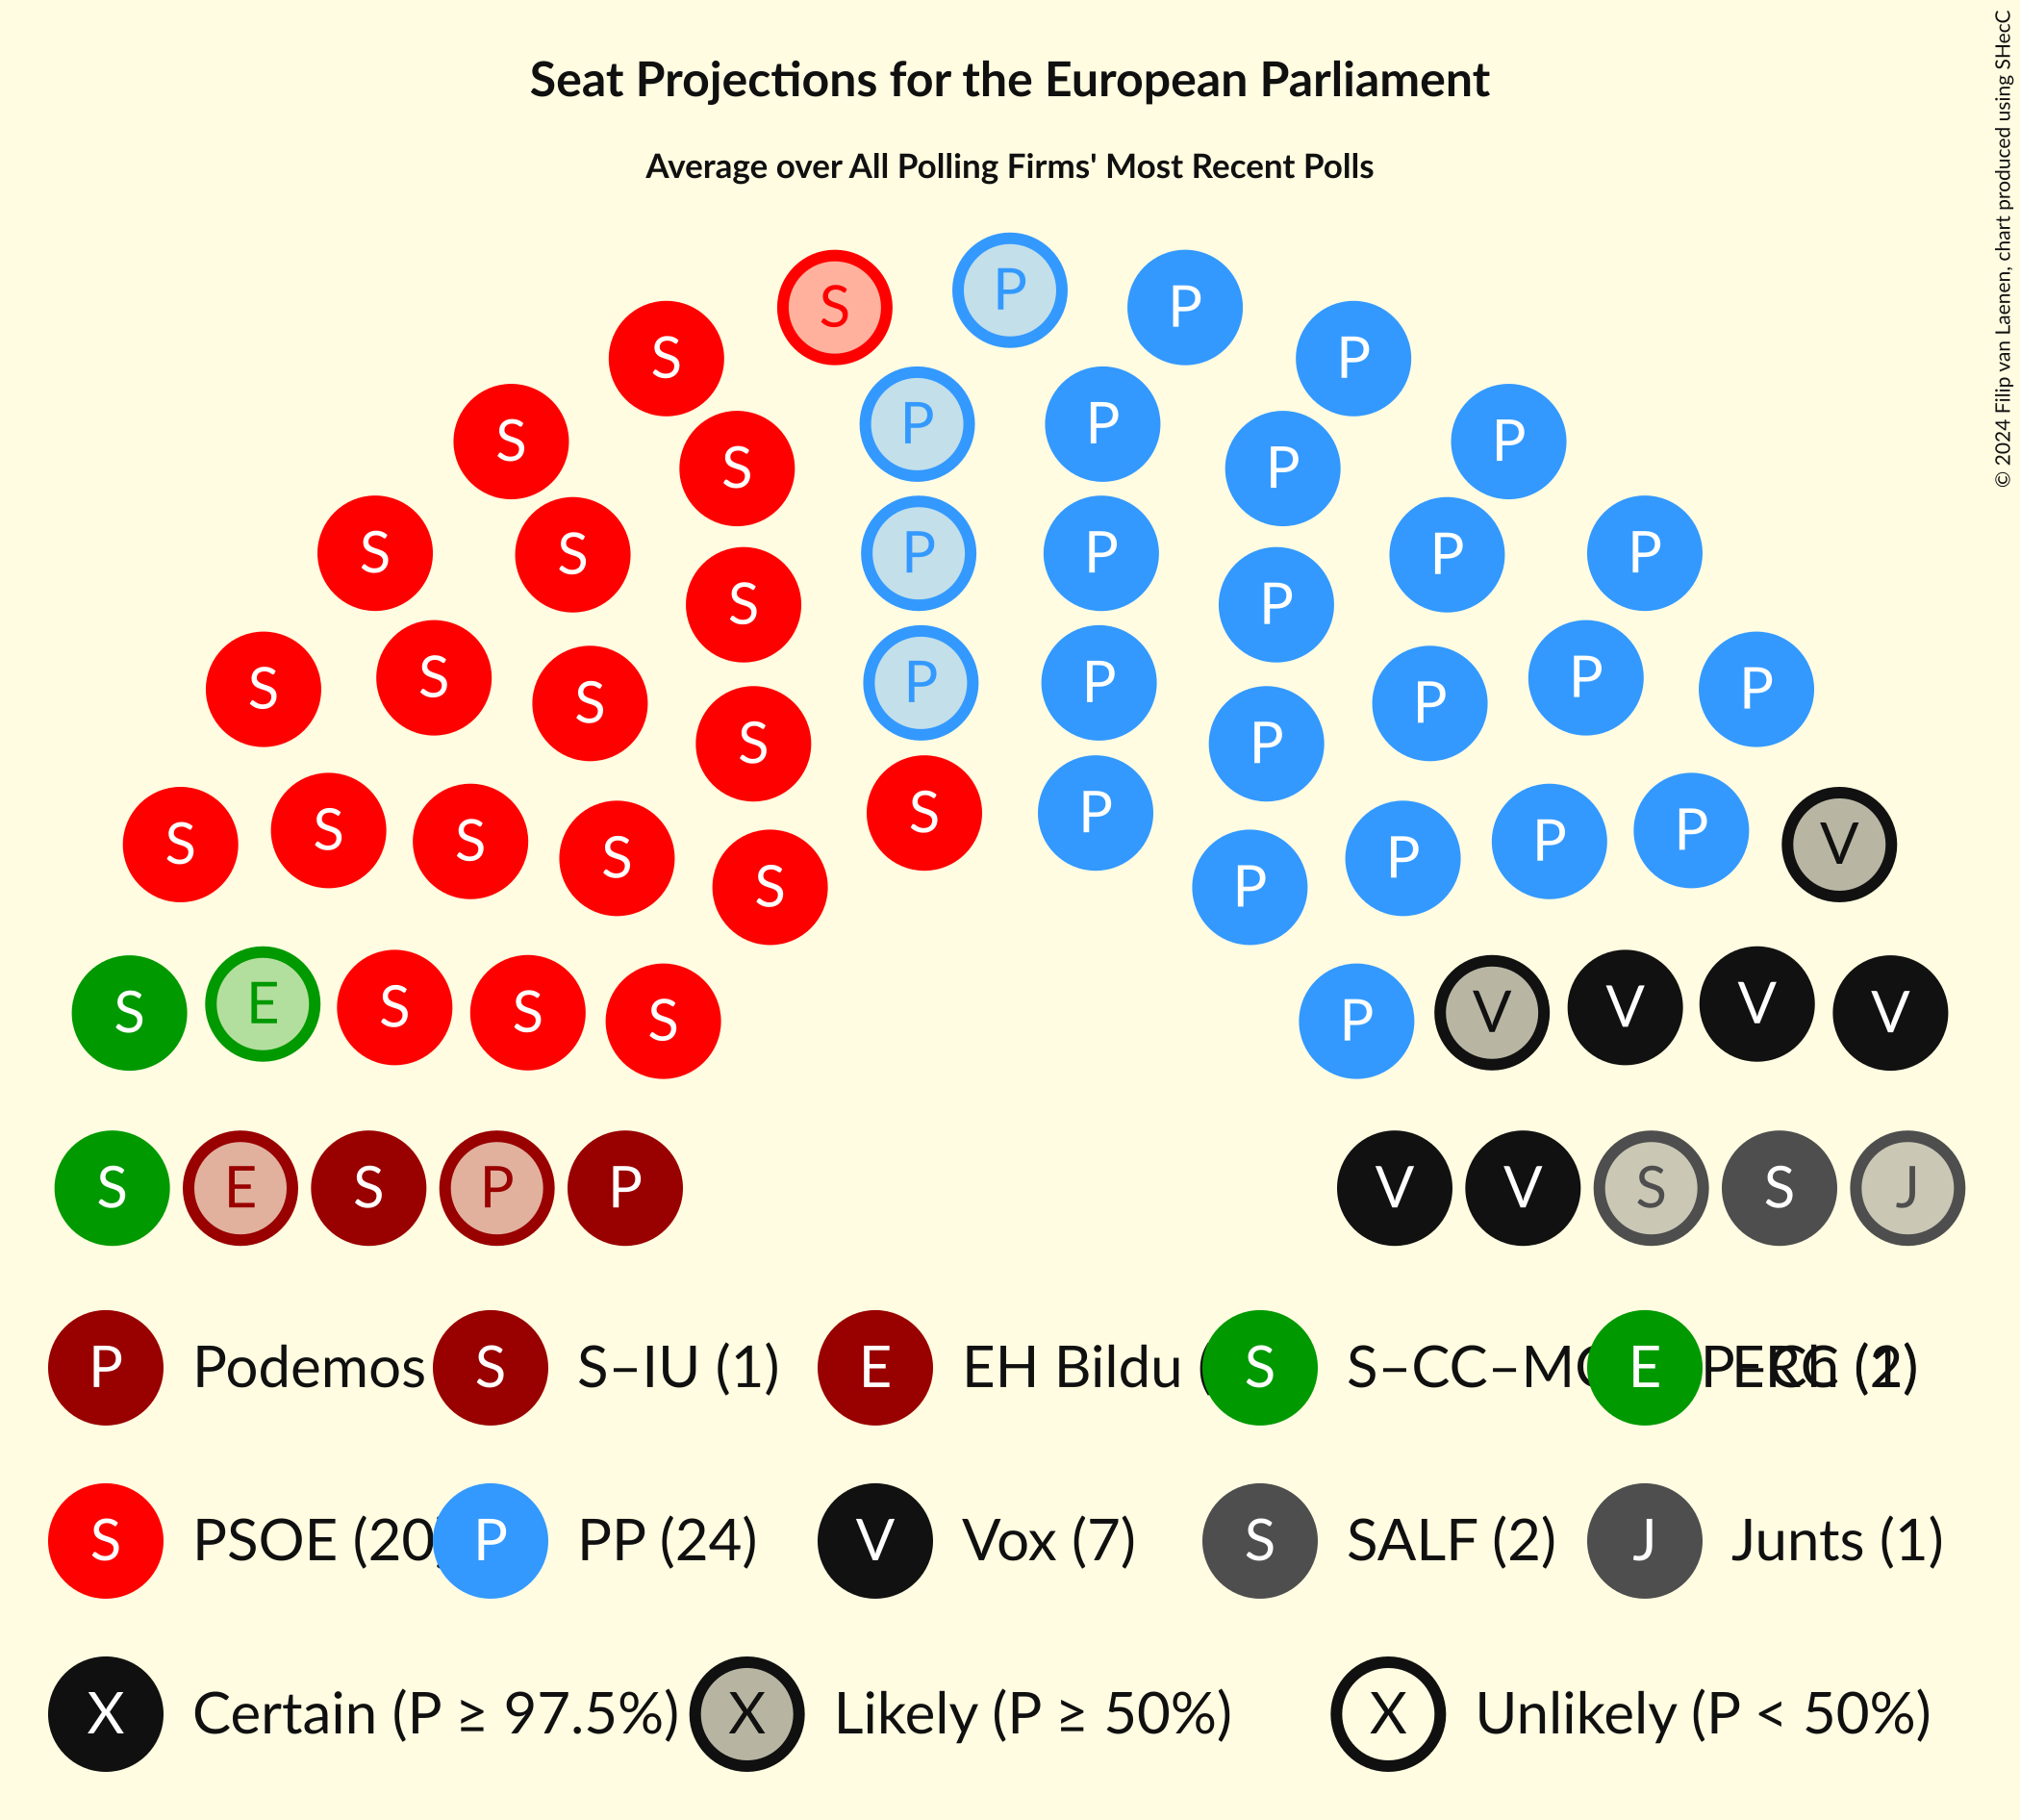 Seat Projections for the European Parliament
Average over All Polling Firms' Most Recent Polls
© 2024 Filip van Laenen, chart produced using SHecC
S P P
S S P
S P P P
S S P P
S S P P
S P P P
S P P P
S S S S P P P P
S S P
S S S S P P P V
S P
S E S S S P V V V V
S E S P P V V S S J
P Podemos S S–IU (1) E EH Bildu S S–CC–M E
S PSOE (20) P PP (24) V Vox (7) S SALF (2) J Junts (1)
X Certain (P ≥ 97.5%) X Likely (P ≥ 50%) X Unlikely (P < 50%)